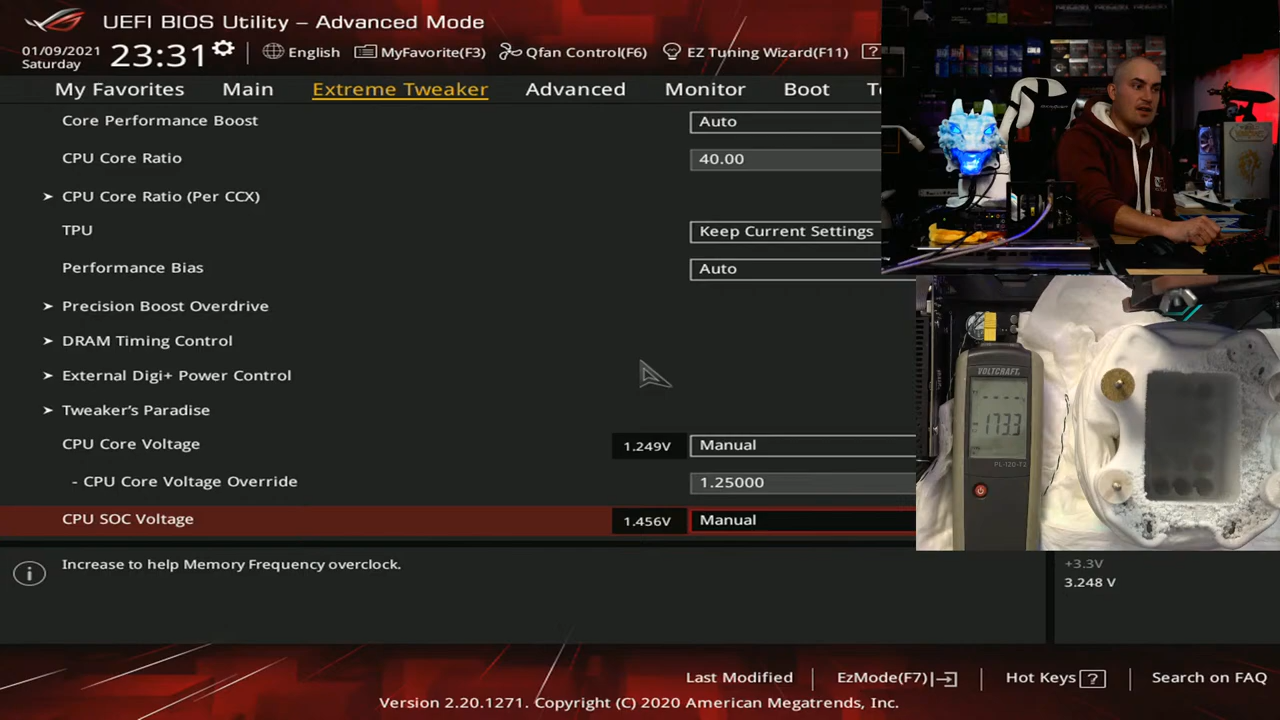 UEFI BIOS Utility – Advanced Mode
01/09/2021
Saturday
23:31
English
MyFavorite(F3)
Qfan Control(F6)
EZ Tuning Wizard(F11)
?
My Favorites
Main
Extreme Tweaker
Advanced
Monitor
Boot
Core Performance Boost
Auto
CPU Core Ratio
40.00
CPU Core Ratio (Per CCX)
TPU
Keep Current Settings
Performance Bias
Auto
Precision Boost Overdrive
DRAM Timing Control
External Digi+ Power Control
Tweaker's Paradise
CPU Core Voltage
1.249V
Manual
- CPU Core Voltage Override
1.25000
CPU SOC Voltage
1.456V
Manual
VOLTCRAFT
PL-120-T2
Increase to help Memory Frequency overclock.
+3.3V
3.248 V
Last Modified
EzMode(F7)
Hot Keys ?
Search on FAQ
Version 2.20.1271. Copyright (C) 2020 American Megatrends, Inc.